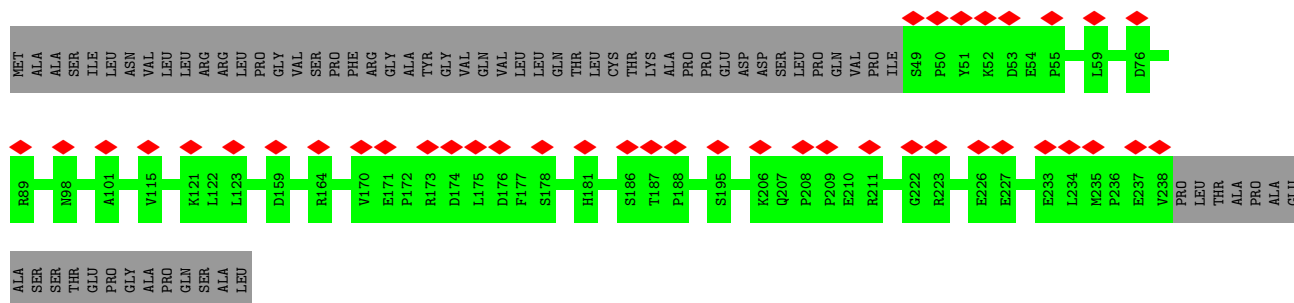 MET ALA ALA SER ILE LEU ASN VAL LEU LEU ARG ARG LEU PRO GLY VAL SER PRO PHE ARG GLY ALA TYR GLY VAL GLN VAL LEU LEU GLN THR LEU CYS THR LYS ALA PRO PRO GLU ASP ASP SER LEU PRO GLN VAL PRO ILE S49 P50 Y51 K52 D53 E54 P55 L59 D76
R89 N98 A101 V115 K121 L122 L123 D159 R164 V170 E171 P172 R173 D174 L175 D176 F177 S178 H181 S186 T187 P188 S195 K206 Q207 P208 P209 E210 R211 G222 R223 E226 E227 E233 L234 M235 P236 E237 V238 PRO LEU THR ALA PRO ALA GLU
ALA SER SER THR GLU PRO GLY ALA PRO GLN SER ALA LEU